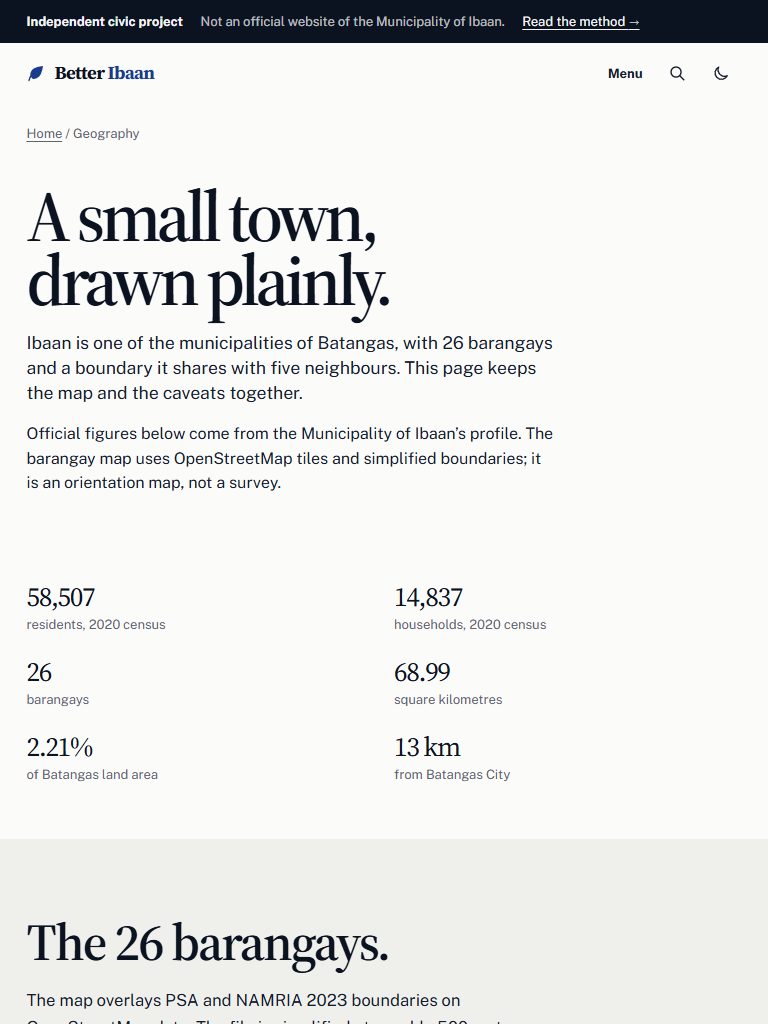 Independent civic project Not an official website of the Municipality of Ibaan. Read the method →
Better Ibaan
Menu
Home / Geography
A small town,
drawn plainly.
Ibaan is one of the municipalities of Batangas, with 26 barangays
and a boundary it shares with five neighbours. This page keeps
the map and the caveats together.
Official figures below come from the Municipality of Ibaan’s profile. The
barangay map uses OpenStreetMap tiles and simplified boundaries; it
is an orientation map, not a survey.
58,507
residents, 2020 census
14,837
households, 2020 census
26
barangays
68.99
square kilometres
2.21%
of Batangas land area
13 km
from Batangas City
The 26 barangays.
The map overlays PSA and NAMRIA 2023 boundaries on